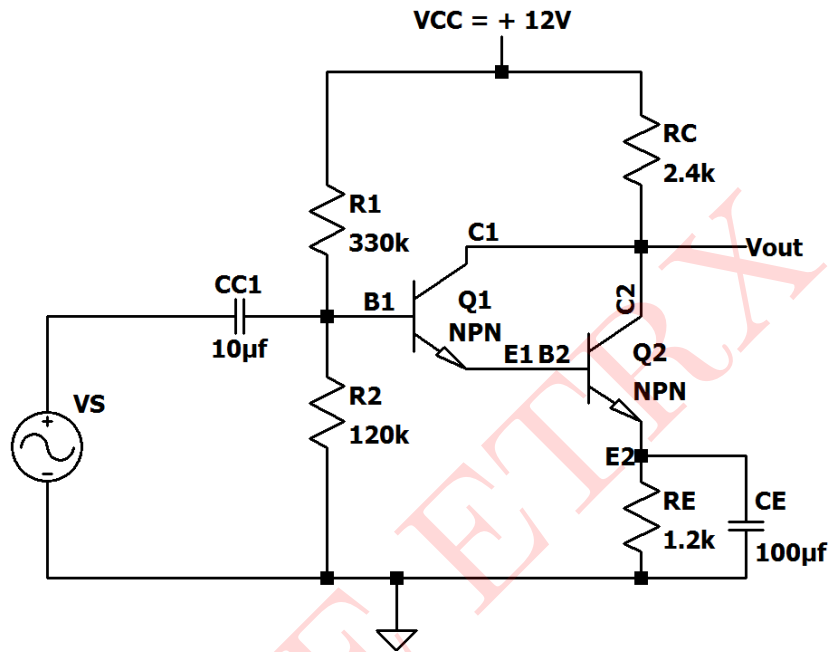 VCC = + 12V
RC
2.4k
R1
330k
C1
Vout
CC1
10µf
B1
Q1
NPN
C2
E1 B2
Q2
NPN
VS
R2
120k
E2
RE
1.2k
CE
100µf
E ETRX